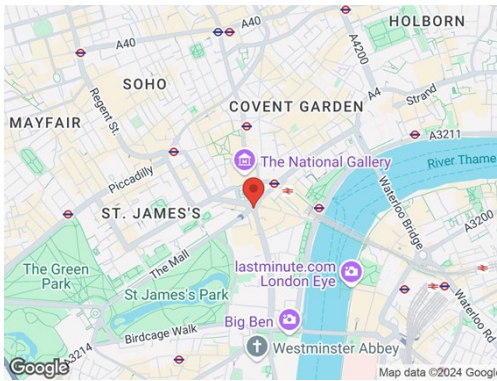 HOLBORN
A40
A40
A4200
SOHO
Strand
COVENT GARDEN
A4
Regent St.
MAYFAIR
A3211
The National Gallery
River Thame
Piccadilly
Waterloo Bridge
ST. JAMES'S
The Mall
The Green
Park
lastminute.com
London Eye
St James's Park
Waterloo Rd
Big Ben
Birdcage Walk
A3214
Westminster Abbey
Google
Map data ©2024 Google